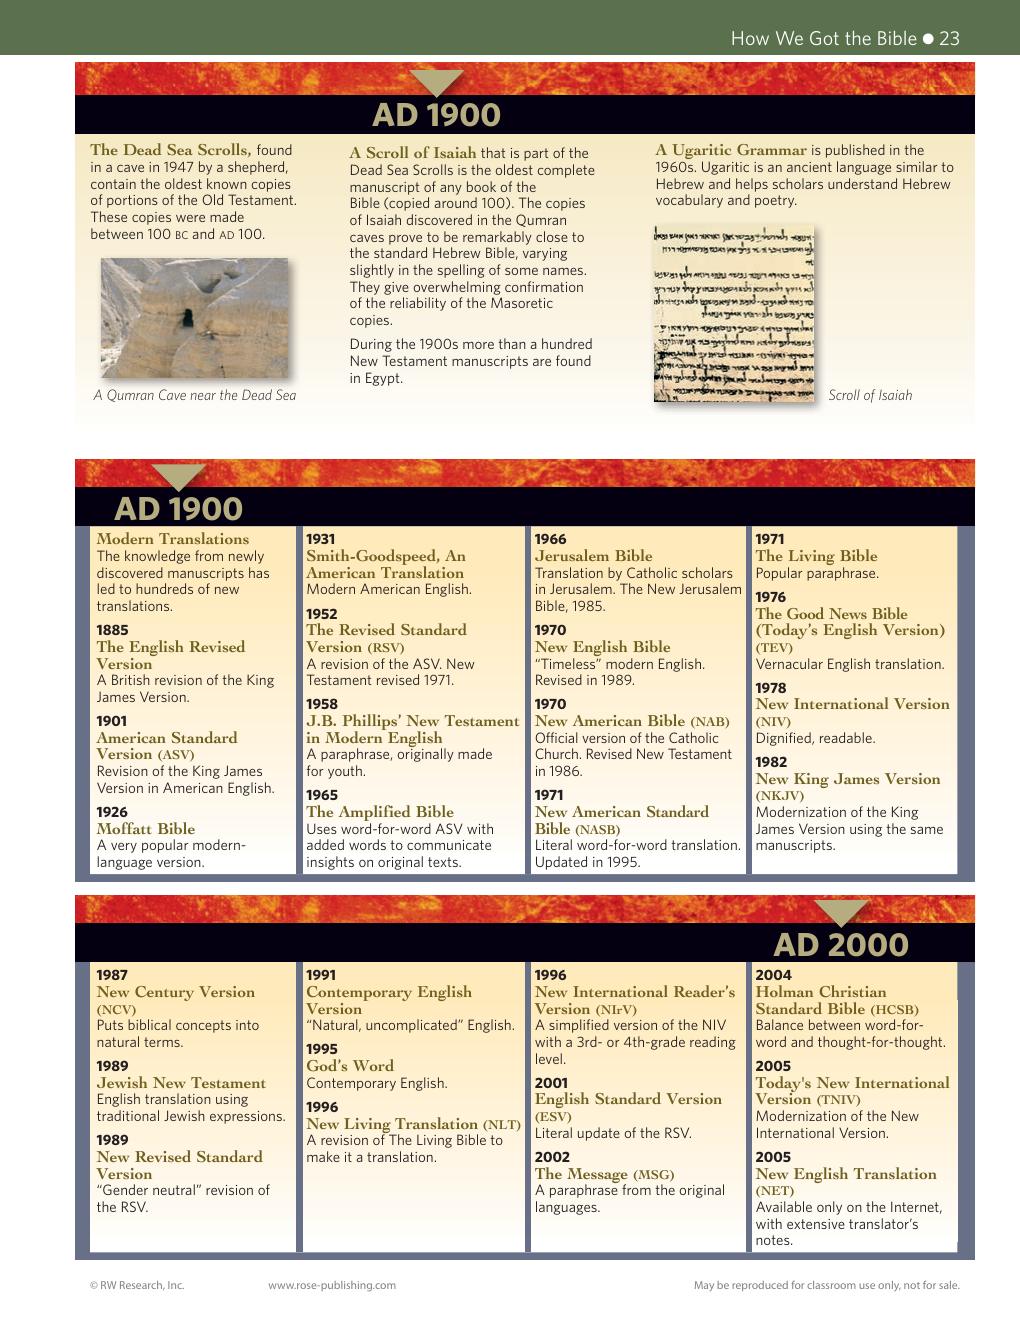 How We Got the Bible ● 23
AD 1900
The Dead Sea Scrolls, found
in a cave in 1947 by a shepherd,
contain the oldest known copies
of portions of the Old Testament.
These copies were made
between 100 BC and AD 100.
A Qumran Cave near the Dead Sea
A Scroll of Isaiah that is part of the
Dead Sea Scrolls is the oldest complete
manuscript of any book of the
Bible (copied around 100). The copies
of Isaiah discovered in the Qumran
caves prove to be remarkably close to
the standard Hebrew Bible, varying
slightly in the spelling of some names.
They give overwhelming confirmation
of the reliability of the Masoretic
copies.
During the 1900s more than a hundred
New Testament manuscripts are found
in Egypt.
A Ugaritic Grammar is published in the
1960s. Ugaritic is an ancient language similar to
Hebrew and helps scholars understand Hebrew
vocabulary and poetry.
Scroll of Isaiah
AD 1900
Modern Translations
The knowledge from newly
discovered manuscripts has
led to hundreds of new
translations.
1885
The English Revised
Version
A British revision of the King
James Version.
1901
American Standard
Version (ASV)
Revision of the King James
Version in American English.
1926
Moffatt Bible
A very popular modern-
language version.
1931
Smith-Goodspeed, An
American Translation
Modern American English.
1952
The Revised Standard
Version (RSV)
A revision of the ASV. New
Testament revised 1971.
1958
J.B. Phillips’ New Testament
in Modern English
A paraphrase, originally made
for youth.
1965
The Amplified Bible
Uses word-for-word ASV with
added words to communicate
insights on original texts.
1966
Jerusalem Bible
Translation by Catholic scholars
in Jerusalem. The New Jerusalem
Bible, 1985.
1970
New English Bible
“Timeless” modern English.
Revised in 1989.
1970
New American Bible (NAB)
Official version of the Catholic
Church. Revised New Testament
in 1986.
1971
New American Standard
Bible (NASB)
Literal word-for-word translation.
Updated in 1995.
1971
The Living Bible
Popular paraphrase.
1976
The Good News Bible
(Today’s English Version)
(TEV)
Vernacular English translation.
1978
New International Version
(NIV)
Dignified, readable.
1982
New King James Version
(NKJV)
Modernization of the King
James Version using the same
manuscripts.
AD 2000
1987
New Century Version
(NCV)
Puts biblical concepts into
natural terms.
1989
Jewish New Testament
English translation using
traditional Jewish expressions.
1989
New Revised Standard
Version
“Gender neutral” revision of
the RSV.
1991
Contemporary English
Version
“Natural, uncomplicated” English.
1995
God’s Word
Contemporary English.
1996
New Living Translation (NLT)
A revision of The Living Bible to
make it a translation.
1996
New International Reader’s
Version (NIrV)
A simplified version of the NIV
with a 3rd- or 4th-grade reading
level.
2001
English Standard Version
(ESV)
Literal update of the RSV.
2002
The Message (MSG)
A paraphrase from the original
languages.
2004
Holman Christian
Standard Bible (HCSB)
Balance between word-for-
word and thought-for-thought.
2005
Today's New International
Version (TNIV)
Modernization of the New
International Version.
2005
New English Translation
(NET)
Available only on the Internet,
with extensive translator’s
notes.
© RW Research, Inc.
www.rose-publishing.com
May be reproduced for classroom use only, not for sale.